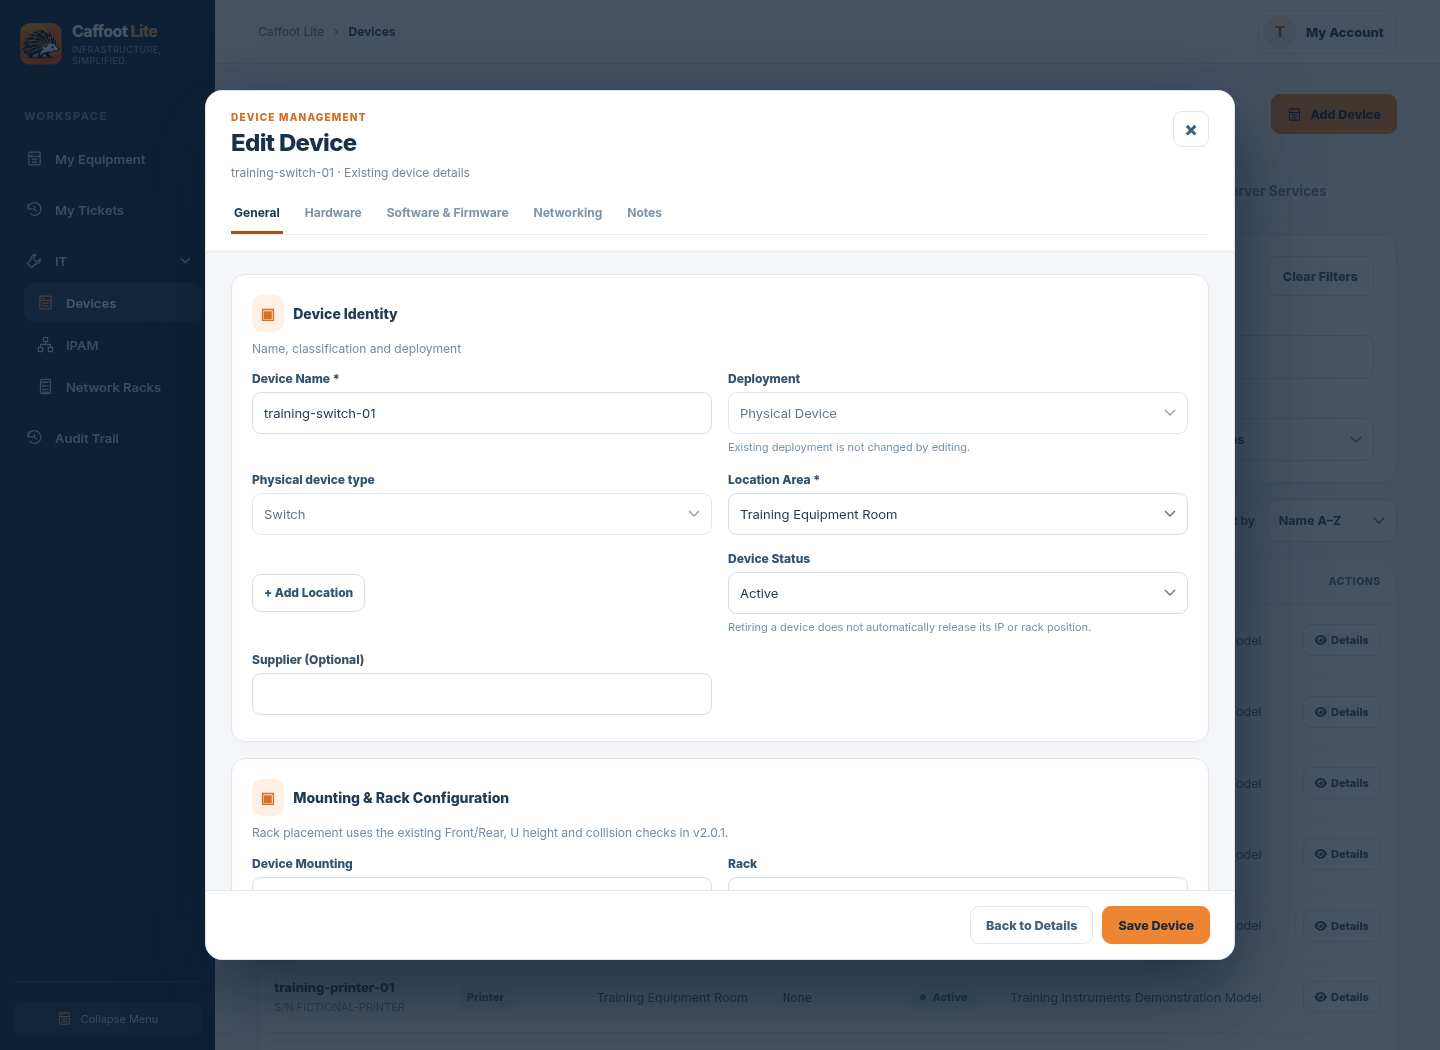 Caffoot Lite
INFRASTRUCTURE,
SIMPLIFIED.
Caffoot Lite › Devices
T My Account
WORKSPACE
My Equipment
My Tickets
IT
Devices
IPAM
Network Racks
Audit Trail
Collapse Menu
Add Device
Clear Filters
Name A–Z
ACTIONS
DEVICE MANAGEMENT
Edit Device
training-switch-01 · Existing device details
General Hardware Software & Firmware Networking Notes
Device Identity
Name, classification and deployment
Device Name * Deployment
training-switch-01 Physical Device
Existing deployment is not changed by editing.
Physical device type Location Area *
Switch Training Equipment Room
Device Status
+ Add Location Active
Retiring a device does not automatically release its IP or rack position.
Supplier (Optional)
Mounting & Rack Configuration
Rack placement uses the existing Front/Rear, U height and collision checks in v2.0.1.
Device Mounting Rack
Back to Details Save Device
Server Services
by
Details
Details
Details
Details
Details
training-printer-01
S/N FICTIONAL-PRINTER
Printer Training Equipment Room None Active Training Instruments Demonstration Model Details